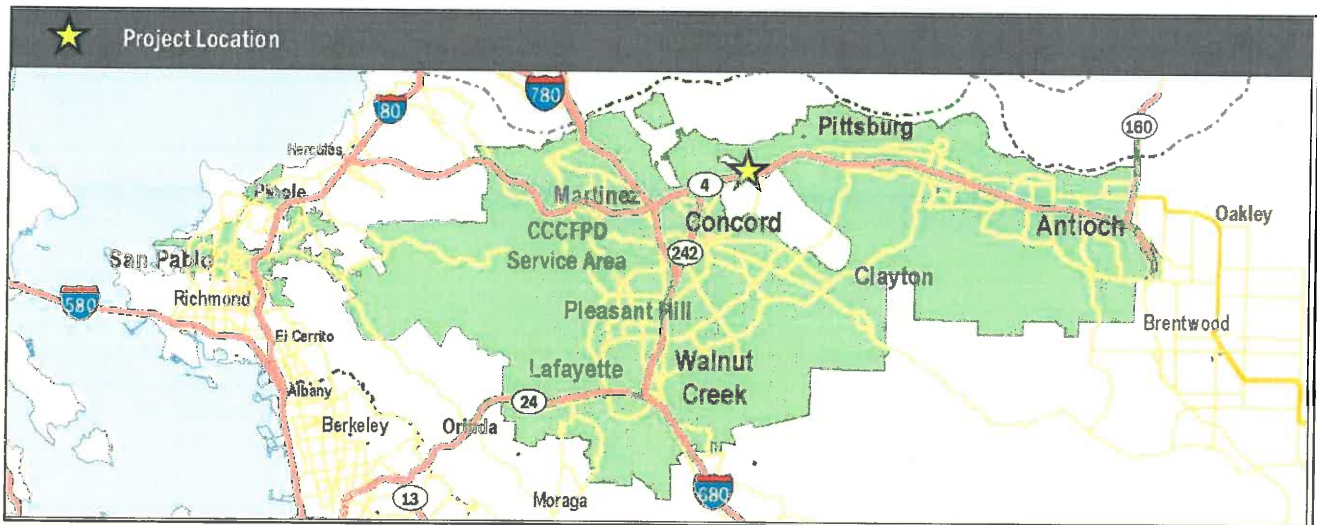 Project Location
80
780
160
Hercules
Pittsburg
Pinole
Martinez
4
Oakley
Concord
Antioch
CCCFPD
Service Area
242
San Pablo
Clayton
Richmond
580
Pleasant Hill
Brentwood
El Cerrito
Lafayette
Walnut
Creek
Albany
24
Berkeley
Orinda
13
Moraga
680